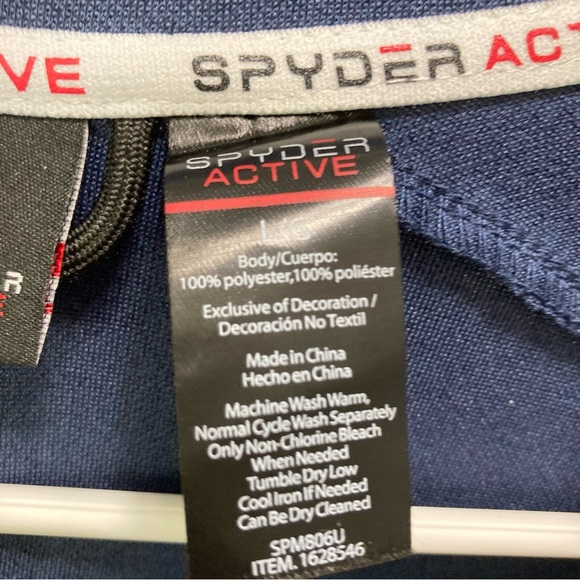 VE SPYDER ACT
SPYDER
ACTIVE
L/G
Body/Cuerpo:
100% polyester,100% poliéster
Exclusive of Decoration /
Decoración No Textil
Made in China
Hecho en China
Machine Wash Warm,
Normal Cycle Wash Separately
Only Non-Chlorine Bleach
When Needed
Tumble Dry Low
Cool Iron If Needed
Can Be Dry Cleaned
SPM806U
ITEM. 1628546